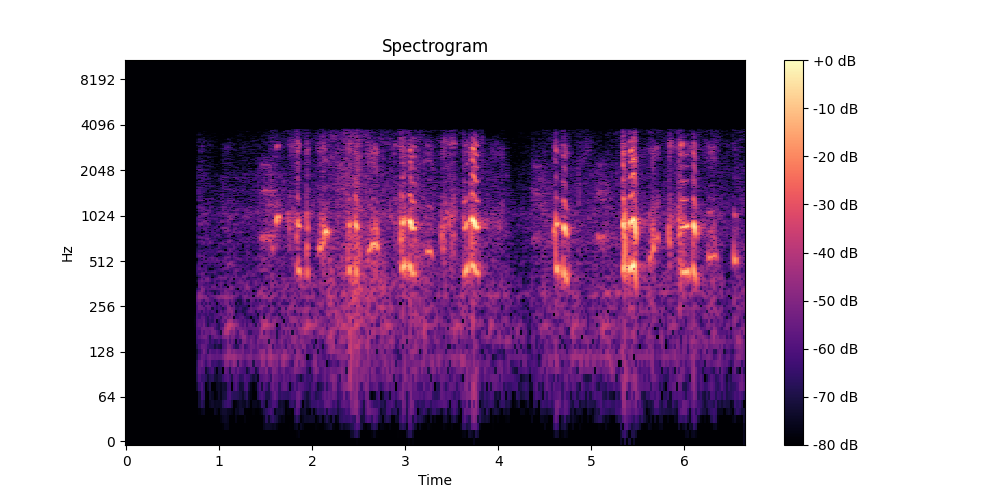 Spectrogram
Hz
8192
4096
2048
1024
512
256
128
64
0
0 1 2 3 4 5 6
Time
+0 dB
-10 dB
-20 dB
-30 dB
-40 dB
-50 dB
-60 dB
-70 dB
-80 dB